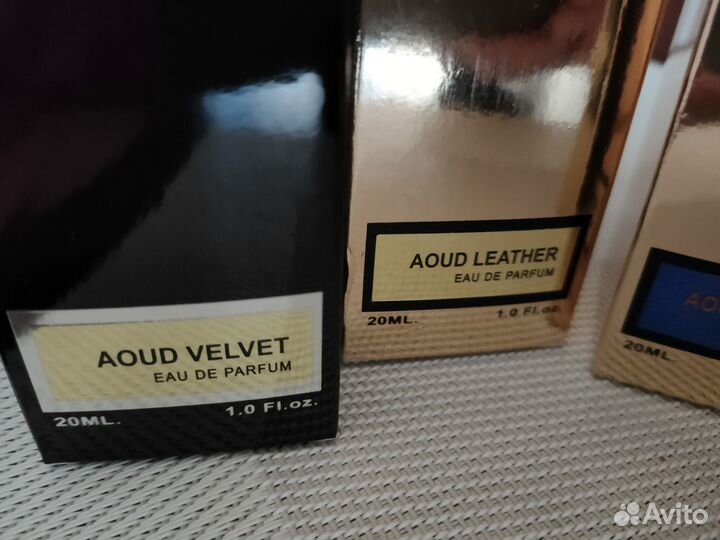 AOUD VELVET
EAU DE PARFUM
20ML. 1.0 Fl.oz.
AOUD LEATHER
EAU DE PARFUM
20ML. 1.0 Fl.oz.
20ML.
Avito